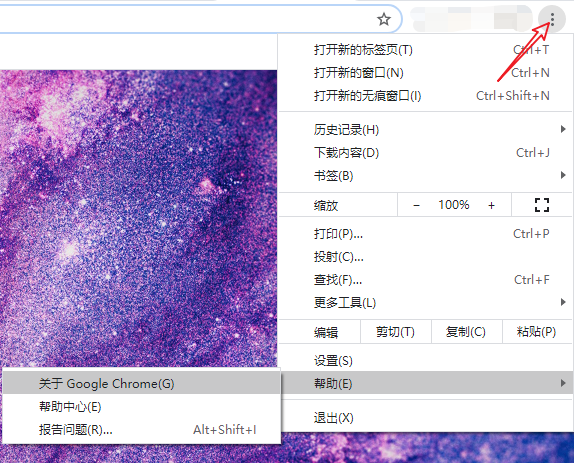 打开新的标签页(T) Ctrl+T
打开新的窗口(N) Ctrl+N
打开新的无痕窗口(I) Ctrl+Shift+N
历史记录(H)
下载内容(D) Ctrl+J
书签(B)
缩放 − 100% +
打印(P)... Ctrl+P
投射(C)...
查找(F)... Ctrl+F
更多工具(L)
编辑 剪切(T) 复制(C) 粘贴(P)
设置(S)
帮助(E)
关于 Google Chrome(G)
帮助中心(E)
报告问题(R)... Alt+Shift+I
退出(X)